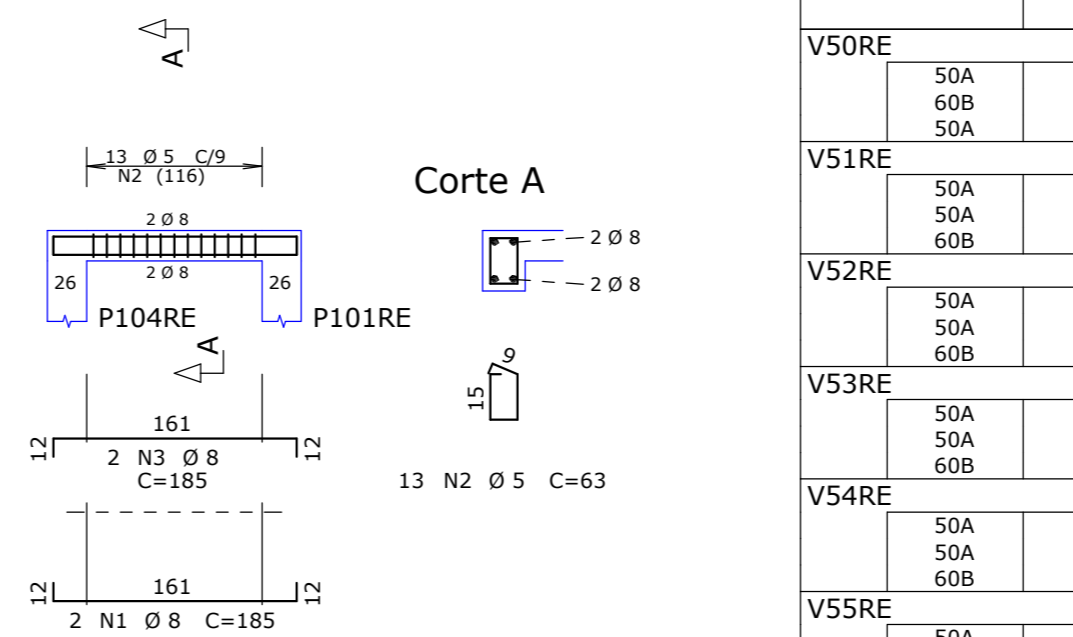 A
13 Ø 5 C/9
N2 (116)
2 Ø 8
2 Ø 8
26
26
P104RE
P101RE
A
161
12
12
2 N3 Ø 8
C=185
161
12
12
2 N1 Ø 8 C=185
Corte A
2 Ø 8
2 Ø 8
9
15
13 N2 Ø 5 C=63
V50RE
50A
60B
50A
V51RE
50A
50A
60B
V52RE
50A
50A
60B
V53RE
50A
50A
60B
V54RE
50A
50A
60B
V55RE